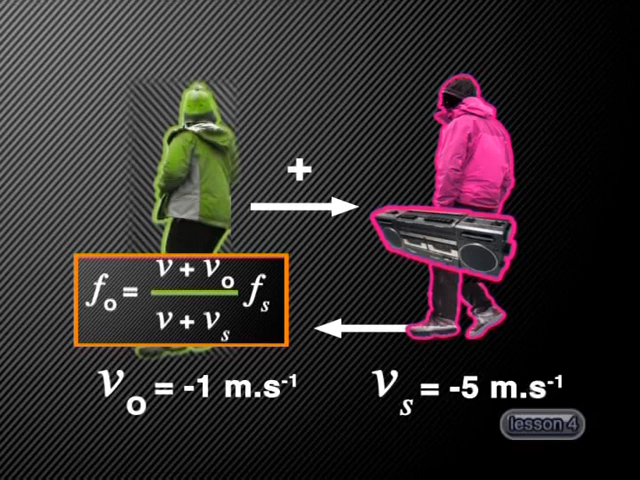 +
f_o = (v + v_o) / (v + v_s) f_s
v_o = -1 m.s⁻¹
v_s = -5 m.s⁻¹
lesson 4